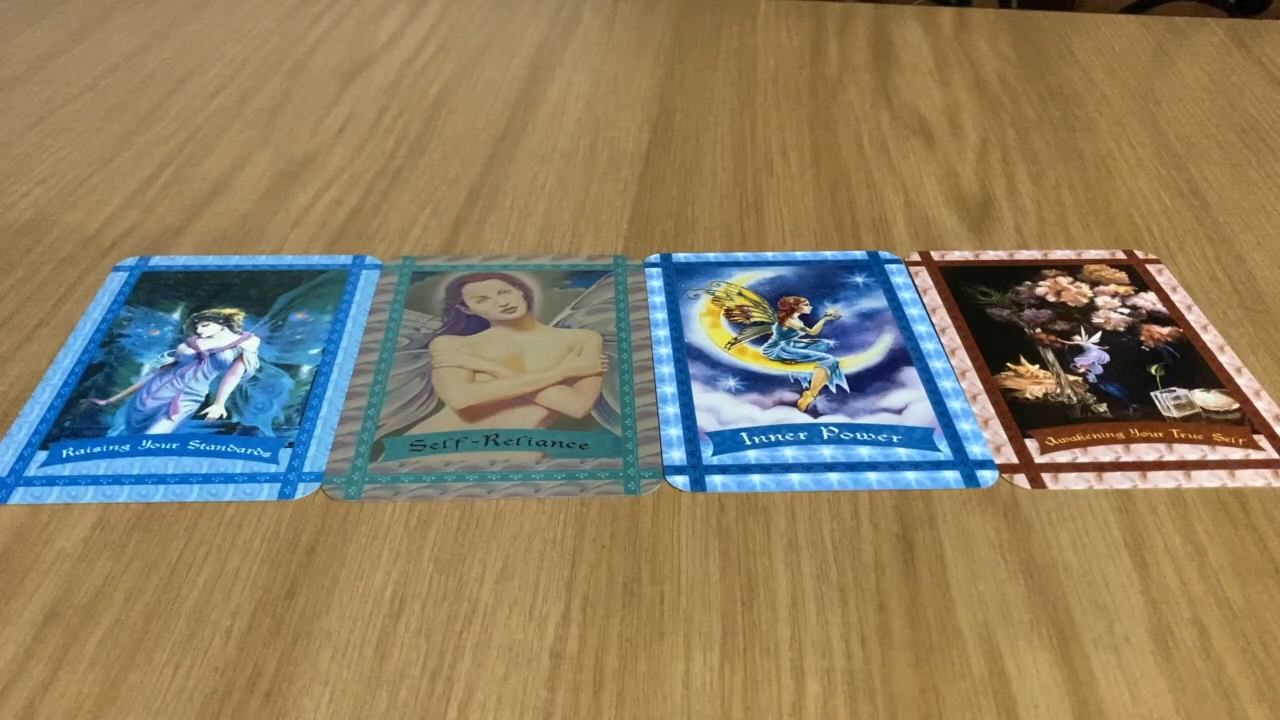 Raising Your Standards
Self-Reliance
Inner Power
Awakening Your True Self